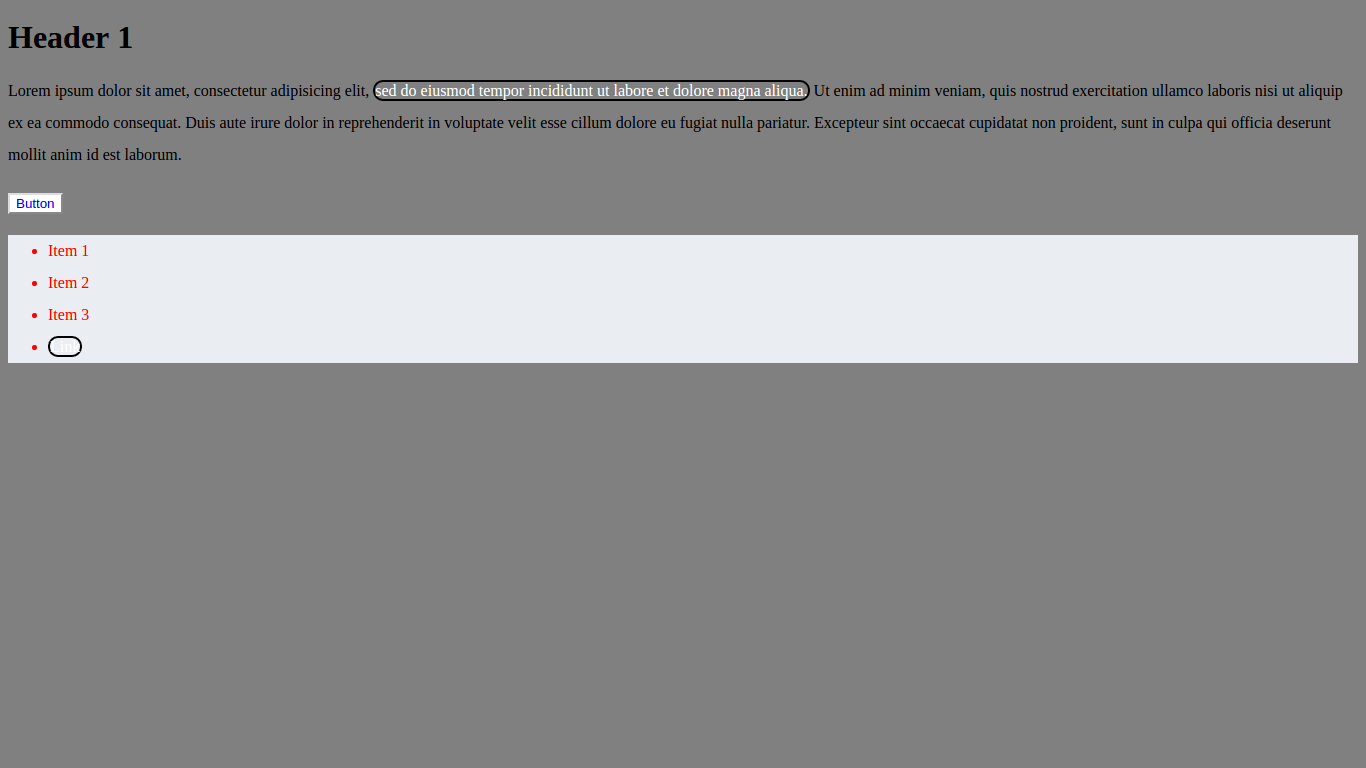 Header 1
Lorem ipsum dolor sit amet, consectetur adipisicing elit, sed do eiusmod tempor incididunt ut labore et dolore magna aliqua. Ut enim ad minim veniam, quis nostrud exercitation ullamco laboris nisi ut aliquip
ex ea commodo consequat. Duis aute irure dolor in reprehenderit in voluptate velit esse cillum dolore eu fugiat nulla pariatur. Excepteur sint occaecat cupidatat non proident, sunt in culpa qui officia deserunt
mollit anim id est laborum.
Button
Item 1
Item 2
Item 3